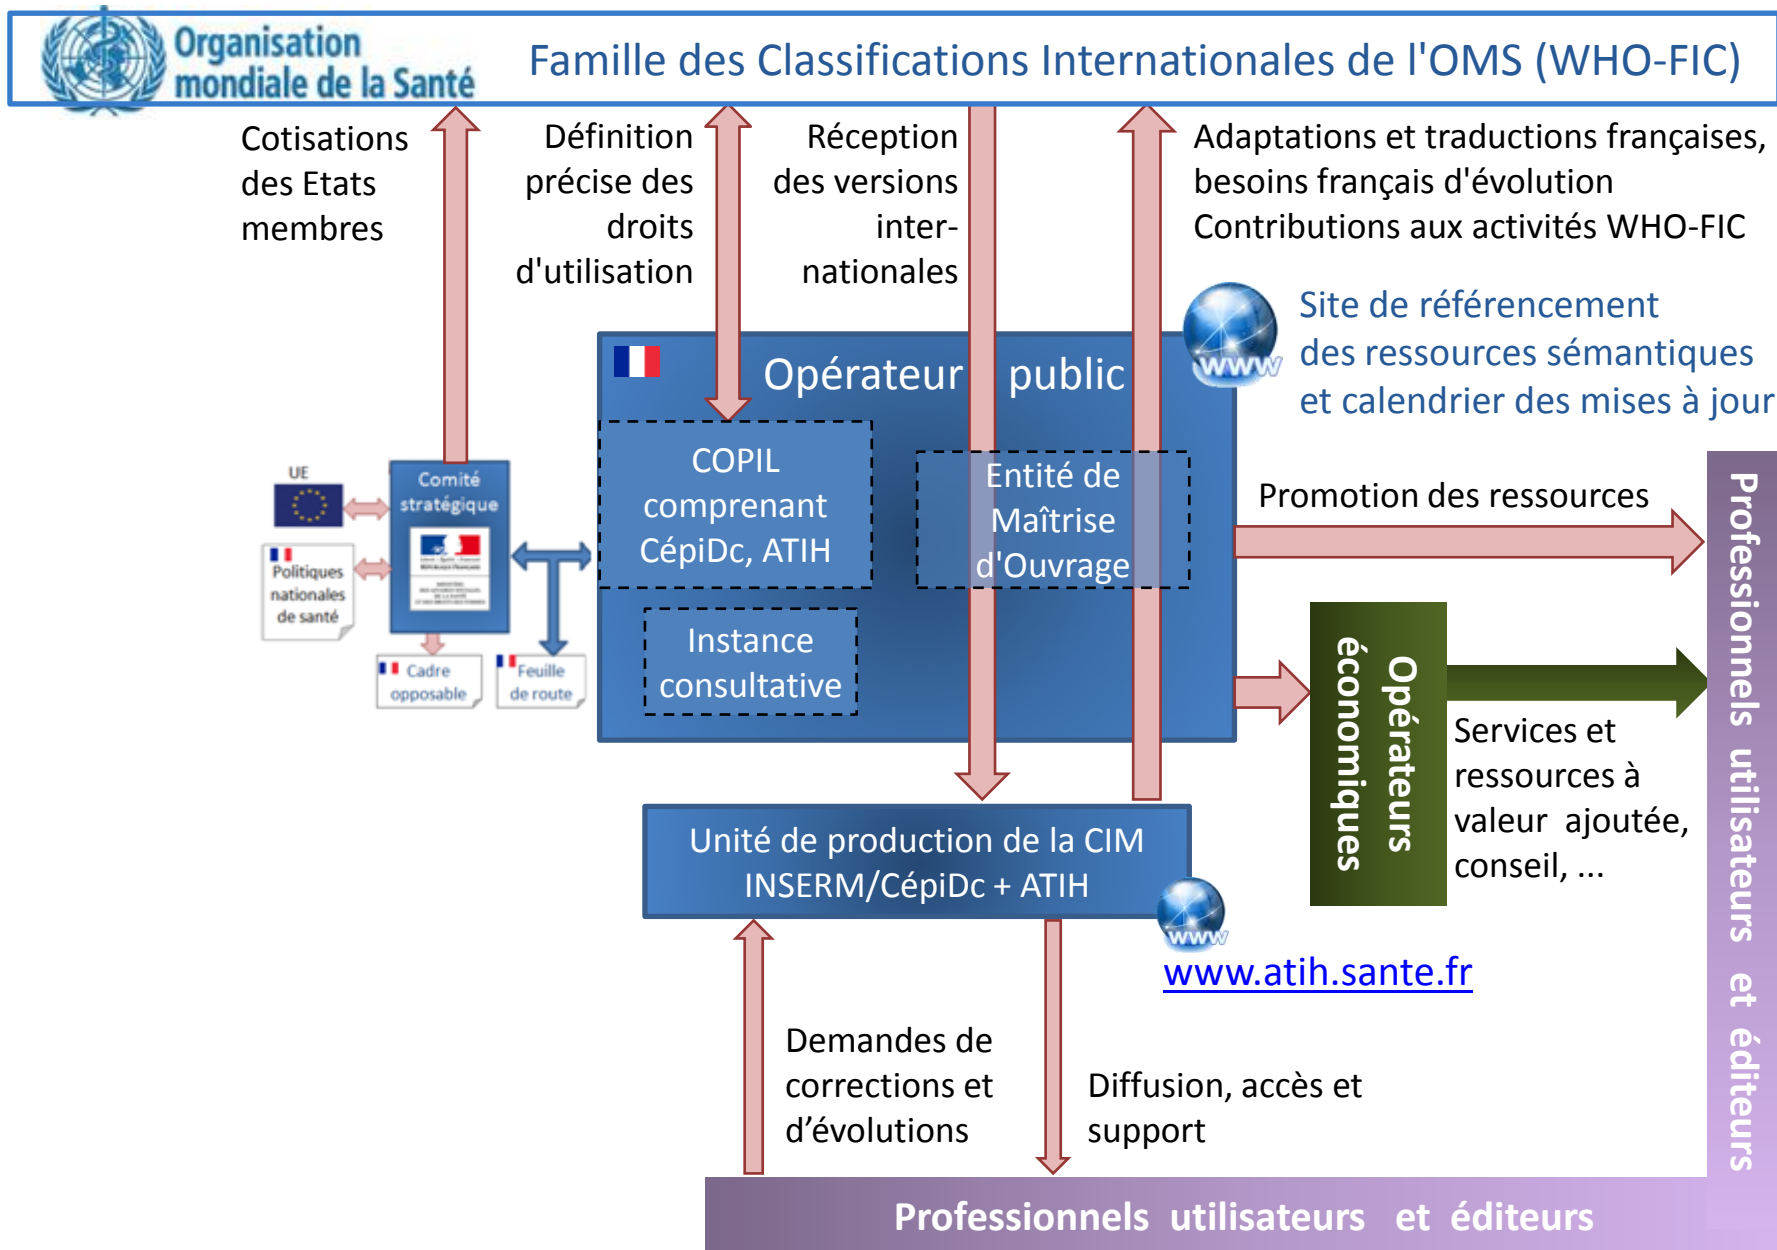 Organisation
mondiale de la Santé
Famille des Classifications Internationales de l'OMS (WHO-FIC)
Cotisations
des Etats
membres
Définition
précise des
droits
d'utilisation
Réception
des versions
inter-
nationales
Adaptations et traductions françaises,
besoins français d'évolution
Contributions aux activités WHO-FIC
www
Site de référencement
des ressources sémantiques
et calendrier des mises à jour
Opérateur public
COPIL
comprenant
CépiDc, ATIH
Entité de
Maîtrise
d'Ouvrage
Instance
consultative
UE
Comité
stratégique
Politiques
nationales
de santé
Cadre
opposable
Feuille
de route
Promotion des ressources
Opérateurs
économiques
Services et
ressources à
valeur ajoutée,
conseil, ...
Professionnels utilisateurs et éditeurs
Unité de production de la CIM
INSERM/CépiDc + ATIH
www
www.atih.sante.fr
Demandes de
corrections et
d’évolutions
Diffusion, accès et
support
Professionnels utilisateurs et éditeurs